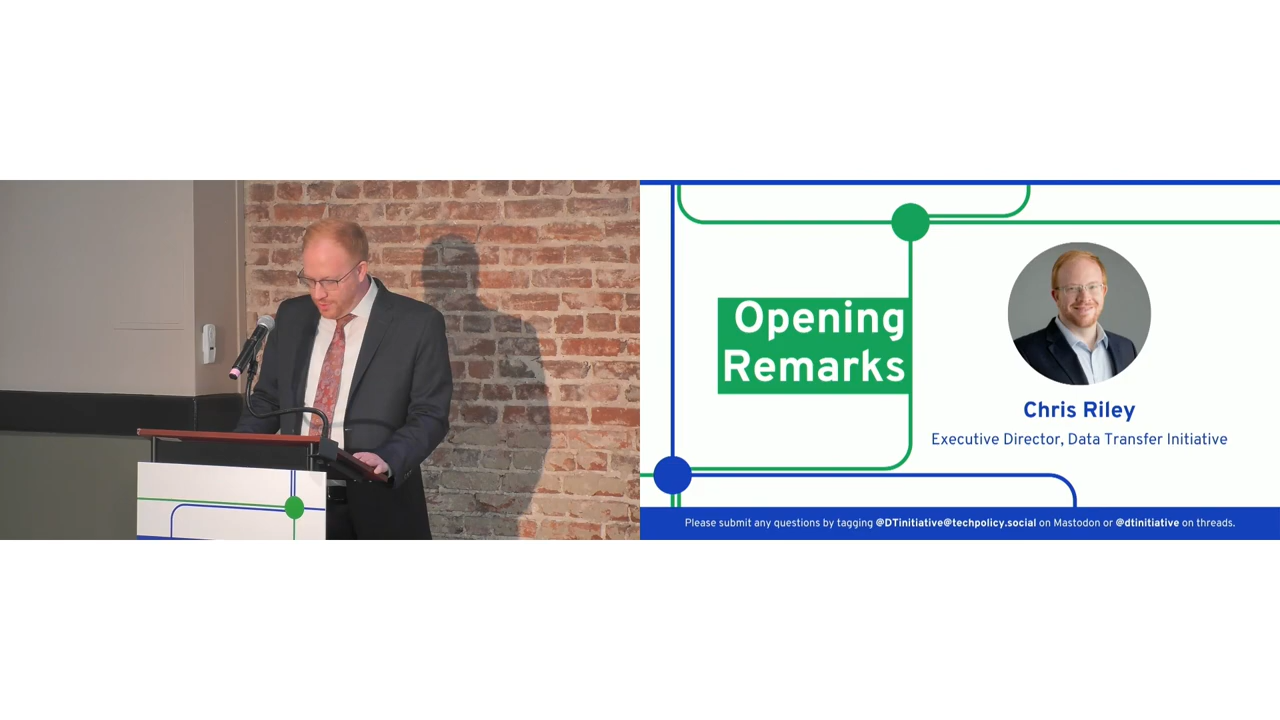 Opening
Remarks
Chris Riley
Executive Director, Data Transfer Initiative
Please submit any questions by tagging @DTinitiative@techpolicy.social on Mastodon or @dtinitiative on threads.